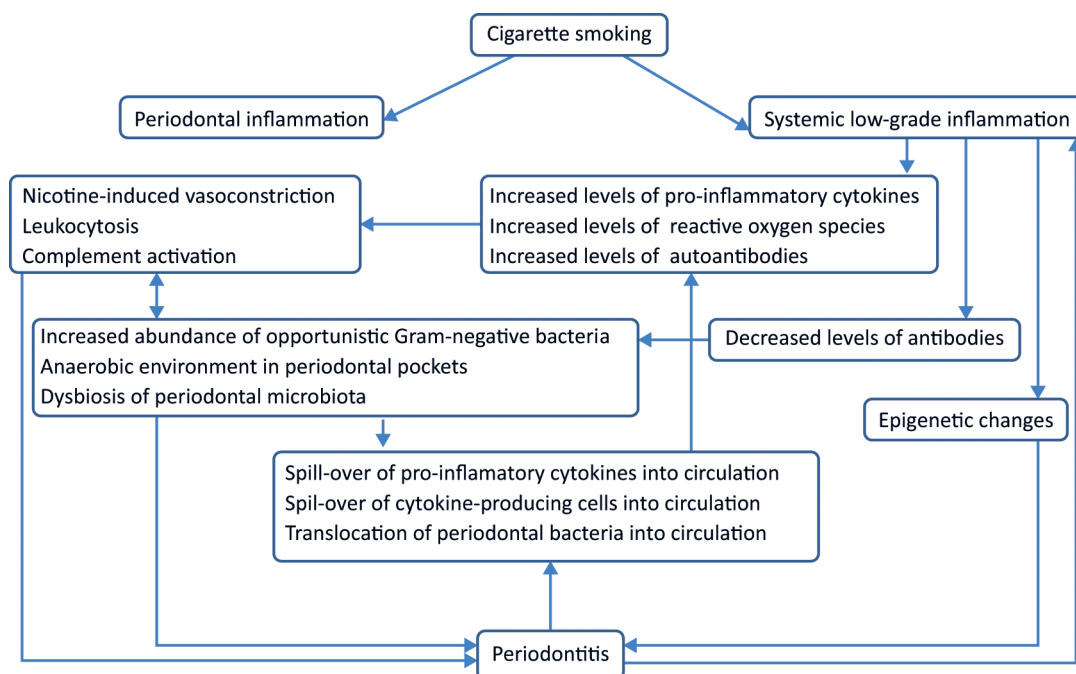 Cigarette smoking
Periodontal inflammation
Systemic low-grade inflammation
Nicotine-induced vasoconstriction
Leukocytosis
Complement activation
Increased levels of pro-inflammatory cytokines
Increased levels of reactive oxygen species
Increased levels of autoantibodies
Increased abundance of opportunistic Gram-negative bacteria
Anaerobic environment in periodontal pockets
Dysbiosis of periodontal microbiota
Decreased levels of antibodies
Epigenetic changes
Spill-over of pro-inflamatory cytokines into circulation
Spil-over of cytokine-producing cells into circulation
Translocation of periodontal bacteria into circulation
Periodontitis